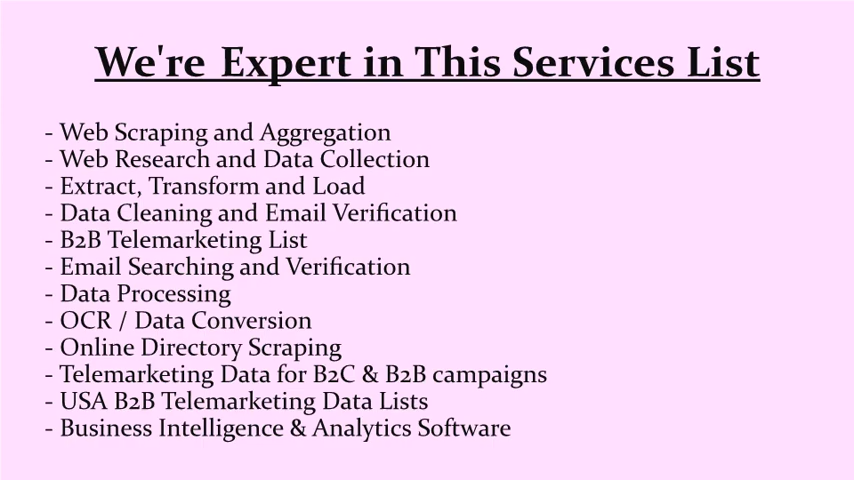 We're Expert in This Services List
- Web Scraping and Aggregation
- Web Research and Data Collection
- Extract, Transform and Load
- Data Cleaning and Email Verification
- B2B Telemarketing List
- Email Searching and Verification
- Data Processing
- OCR / Data Conversion
- Online Directory Scraping
- Telemarketing Data for B2C & B2B campaigns
- USA B2B Telemarketing Data Lists
- Business Intelligence & Analytics Software